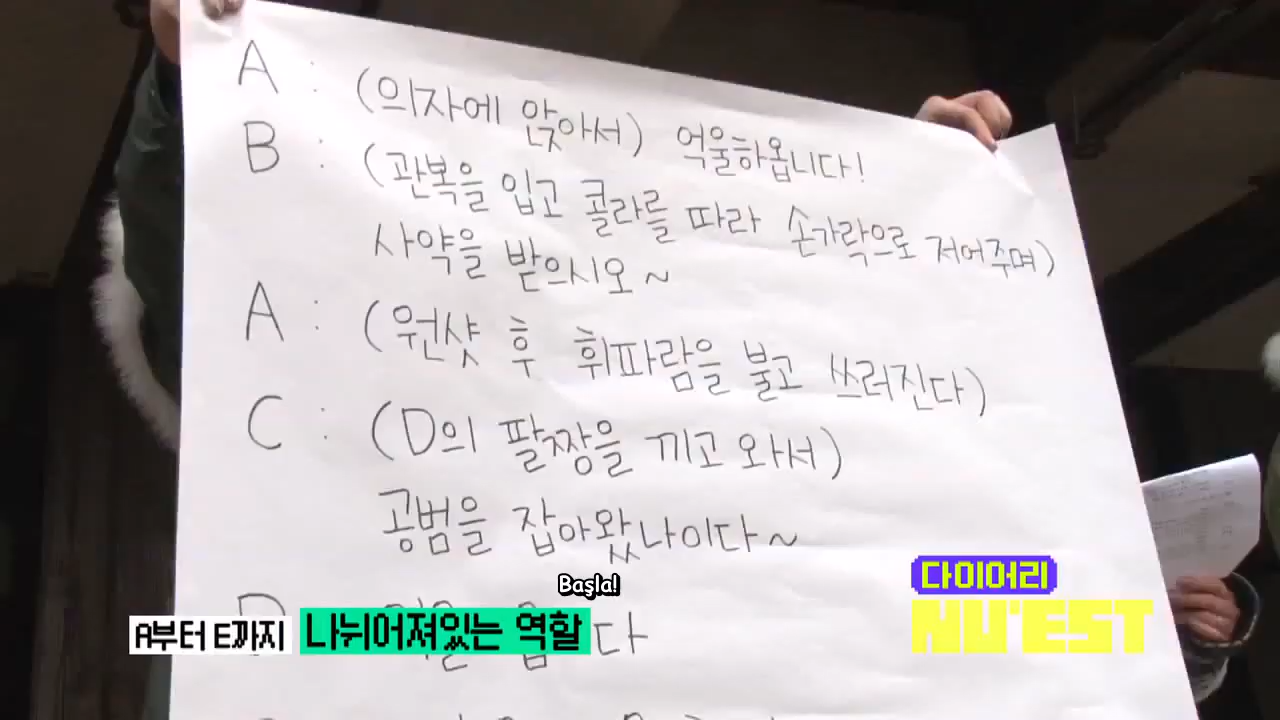 A : (의자에 앉아서) 억울하옵니다!
B : (관복을 입고 콜라를 따라 손가락으로 저어주며)
사약을 받으시오~
A : (원샷 후 휘파람을 불고 쓰러진다)
C : (D의 팔짱을 끼고 와서)
공범을 잡아왔나이다~
Başla!
다이어리
NU'EST
A부터 E까지 나뉘어져있는 역할
D
다